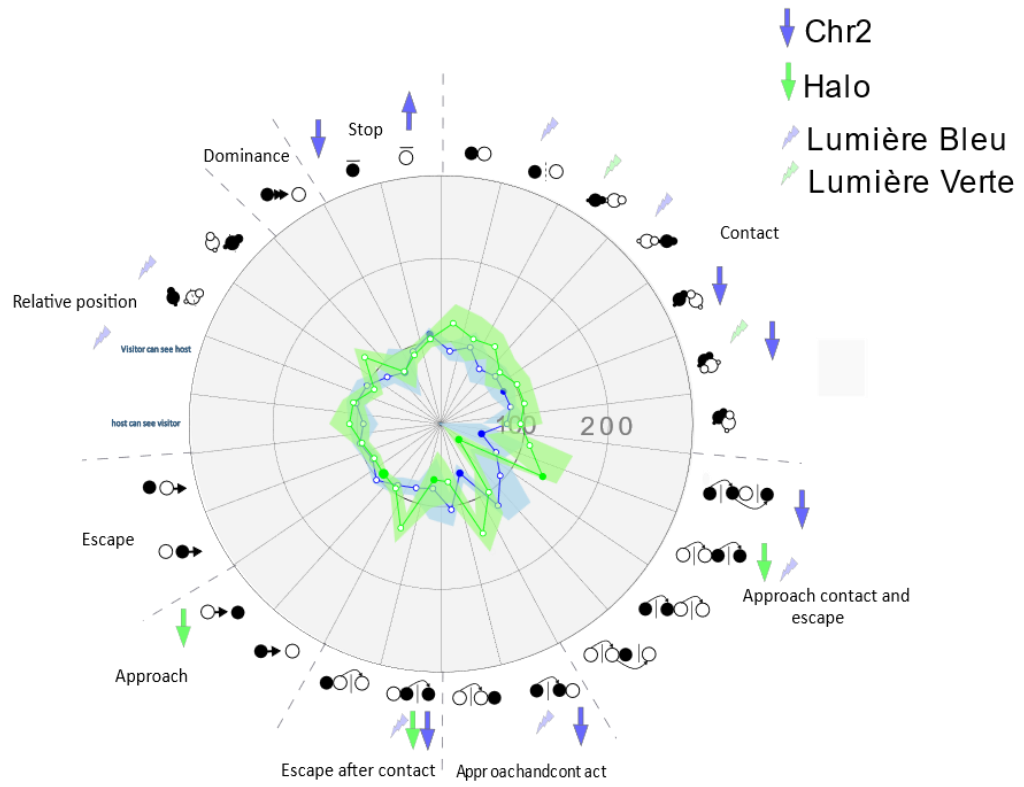 Chr2
Halo
Lumière Bleu
Lumière Verte
Stop
Dominance
Contact
Relative position
Visitor can see host
host can see visitor
100
200
Escape
Approach contact and
escape
Approach
Escape after contact
Approachandcontact